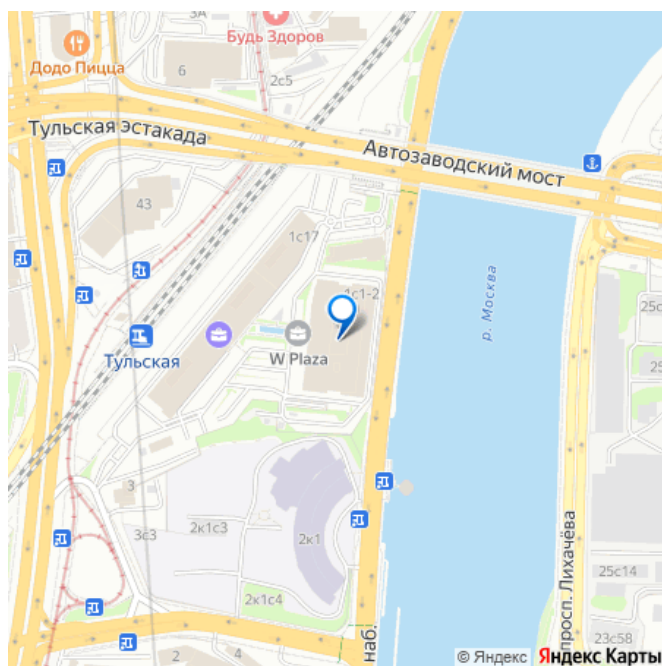 3А
Будь Здоров
Додо Пицца
6
2с5
Тульская эстакада
Автозаводский мост
43
1с17
р. Москва
1с1-2
25с
W Plaza
Тульская
25
3
2к1с3
3с3
2к1
просп. Лихачёва
25с14
2к1с4
наб.
2
4
23с58
© Яндекс Яндекс Карты